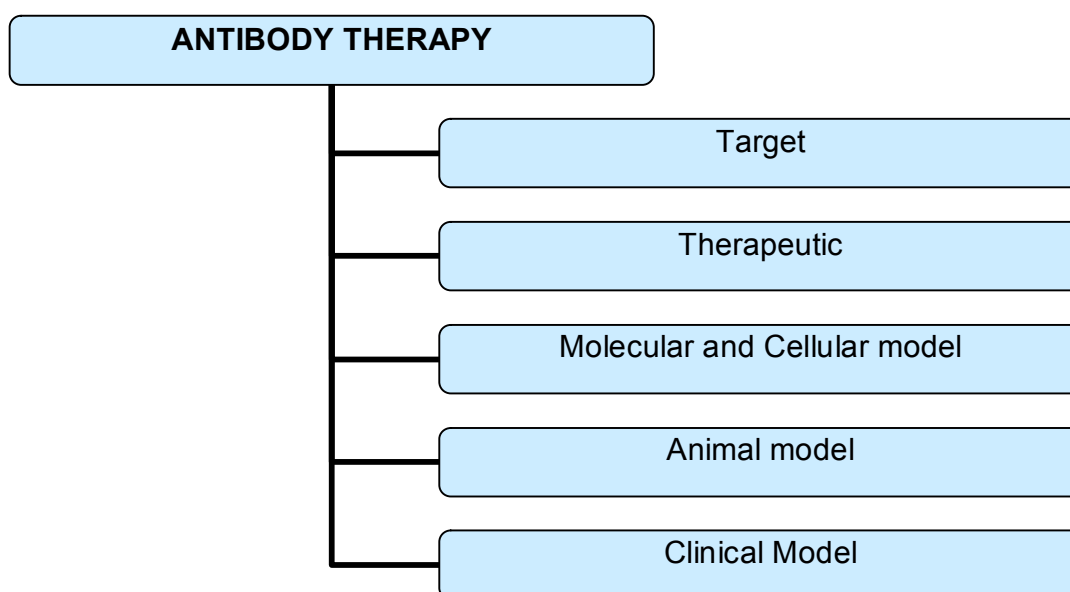 ANTIBODY THERAPY
Target
Therapeutic
Molecular and Cellular model
Animal model
Clinical Model